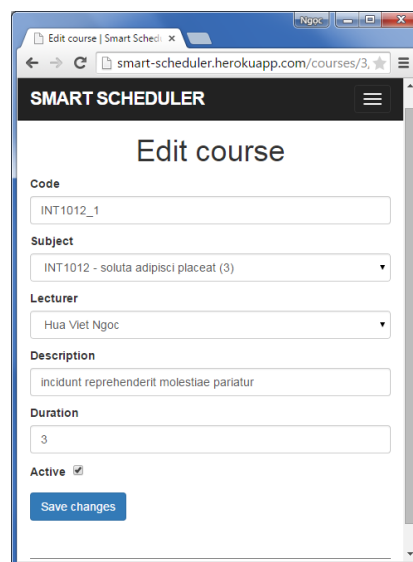 Ngoc
Edit course | Smart Sched
smart-scheduler.herokuapp.com/courses/3,
SMART SCHEDULER
Edit course
Code
INT1012_1
Subject
INT1012 - soluta adipisci placeat (3)
Lecturer
Hua Viet Ngoc
Description
incidunt reprehenderit molestiae pariatur
Duration
3
Active
Save changes